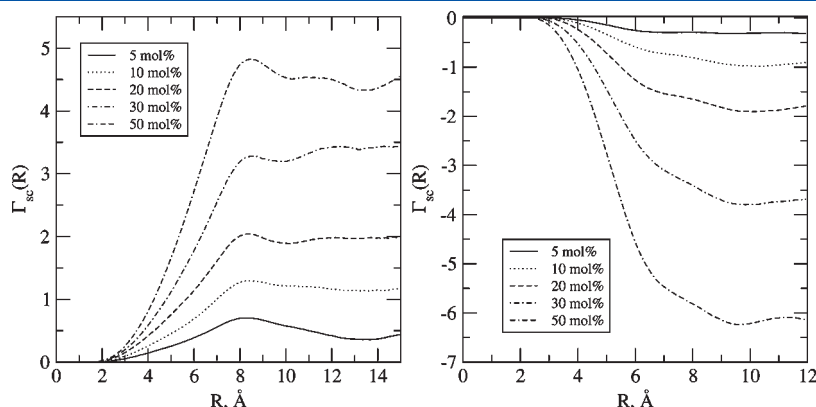 5
4
3
2
1
0
Γsc(R)
5 mol%
10 mol%
20 mol%
30 mol%
50 mol%
0 2 4 6 8 10 12 14
R, Å
0
-1
-2
-3
-4
-5
-6
-7
Γsc(R)
5 mol%
10 mol%
20 mol%
30 mol%
50 mol%
0 2 4 6 8 10 12
R, Å